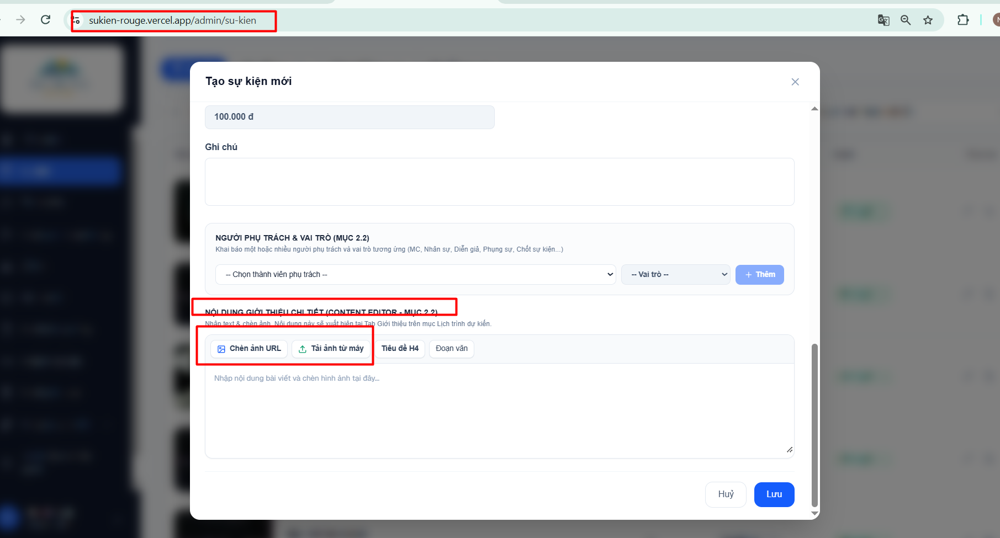 sukien-rouge.vercel.app/admin/su-kien
Tạo sự kiện mới
100.000 đ
Ghi chú
NGƯỜI PHỤ TRÁCH & VAI TRÒ (MỤC 2.2)
Khai báo một hoặc nhiều người phụ trách và vai trò tương ứng (MC, Nhân sự, Diễn giả, Phụng sự, Chốt sự kiện...)
-- Chọn thành viên phụ trách --
-- Vai trò --
+ Thêm
NỘI DUNG GIỚI THIỆU CHI TIẾT (CONTENT EDITOR - MỤC 2.2)
Nhập text & chèn ảnh. Nội dung này sẽ xuất hiện tại Tab Giới thiệu trên mục Lịch trình dự kiến.
Chèn ảnh URL
Tải ảnh từ máy
Tiêu đề H4
Đoạn văn
Nhập nội dung bài viết và chèn hình ảnh tại đây...
Huỷ
Lưu